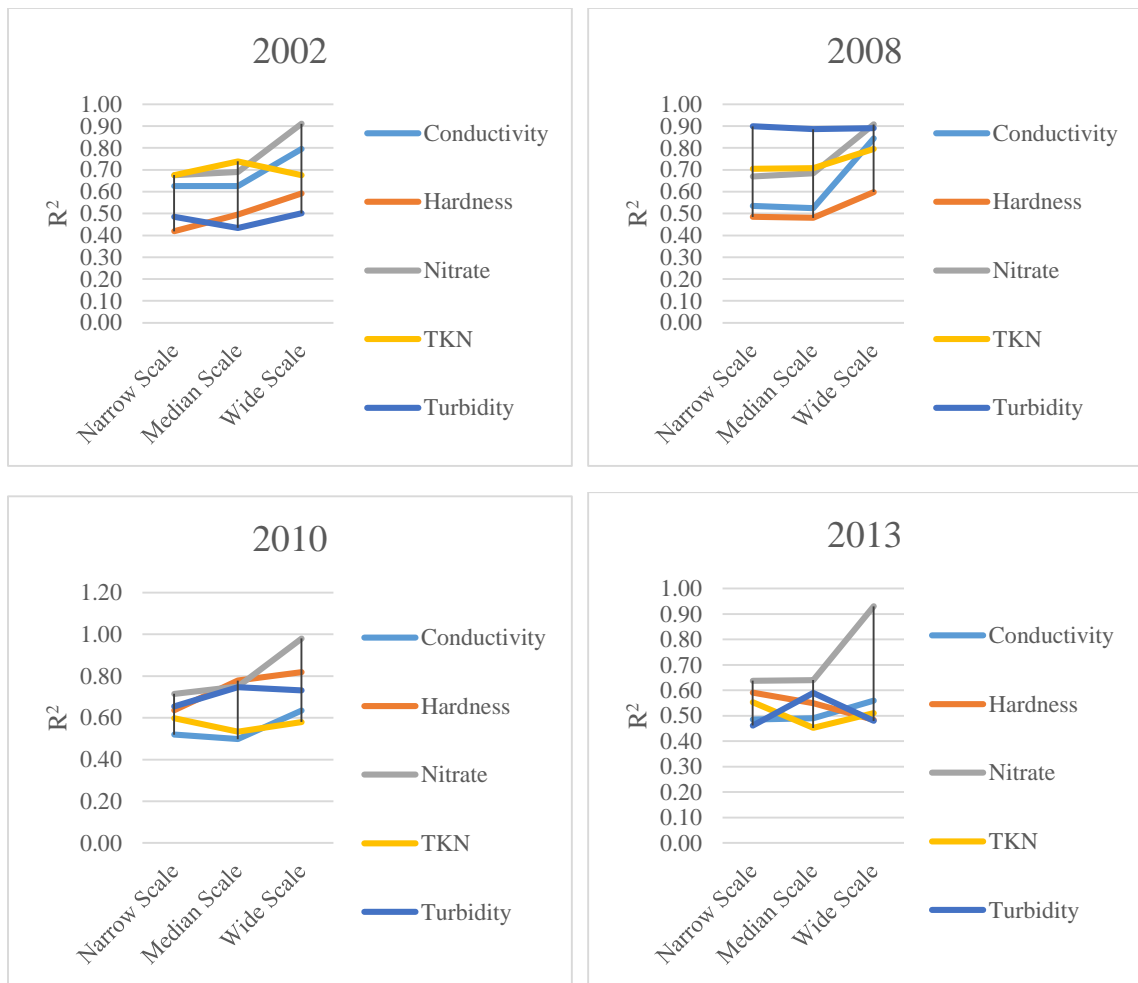 2002
R²
1.00
0.90
0.80
0.70
0.60
0.50
0.40
0.30
0.20
0.10
0.00
Narrow Scale
Median Scale
Wide Scale
Conductivity
Hardness
Nitrate
TKN
Turbidity
2008
R²
1.00
0.90
0.80
0.70
0.60
0.50
0.40
0.30
0.20
0.10
0.00
Narrow Scale
Median Scale
Wide Scale
Conductivity
Hardness
Nitrate
TKN
Turbidity
2010
R²
1.20
1.00
0.80
0.60
0.40
0.20
0.00
Narrow Scale
Median Scale
Wide Scale
Conductivity
Hardness
Nitrate
TKN
Turbidity
2013
R²
1.00
0.90
0.80
0.70
0.60
0.50
0.40
0.30
0.20
0.10
0.00
Narrow Scale
Median Scale
Wide Scale
Conductivity
Hardness
Nitrate
TKN
Turbidity